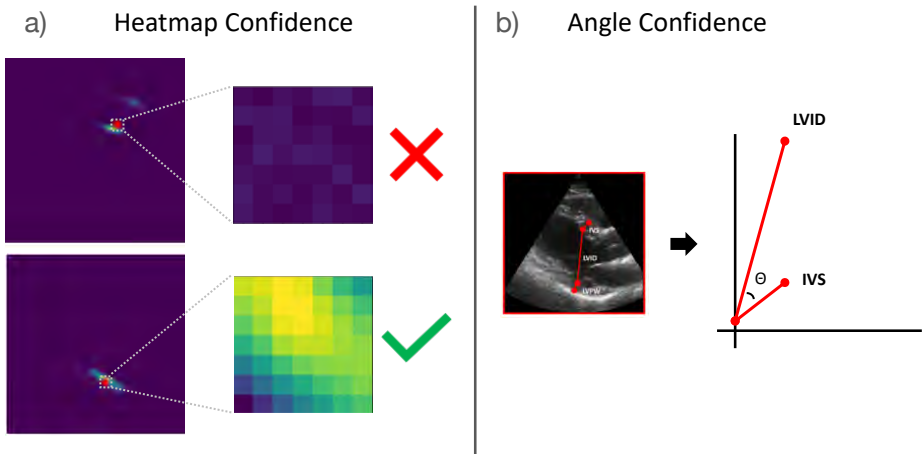 a)
Heatmap Confidence
b)
Angle Confidence
LVID
IVS
LVID
LVPW
Θ
IVS